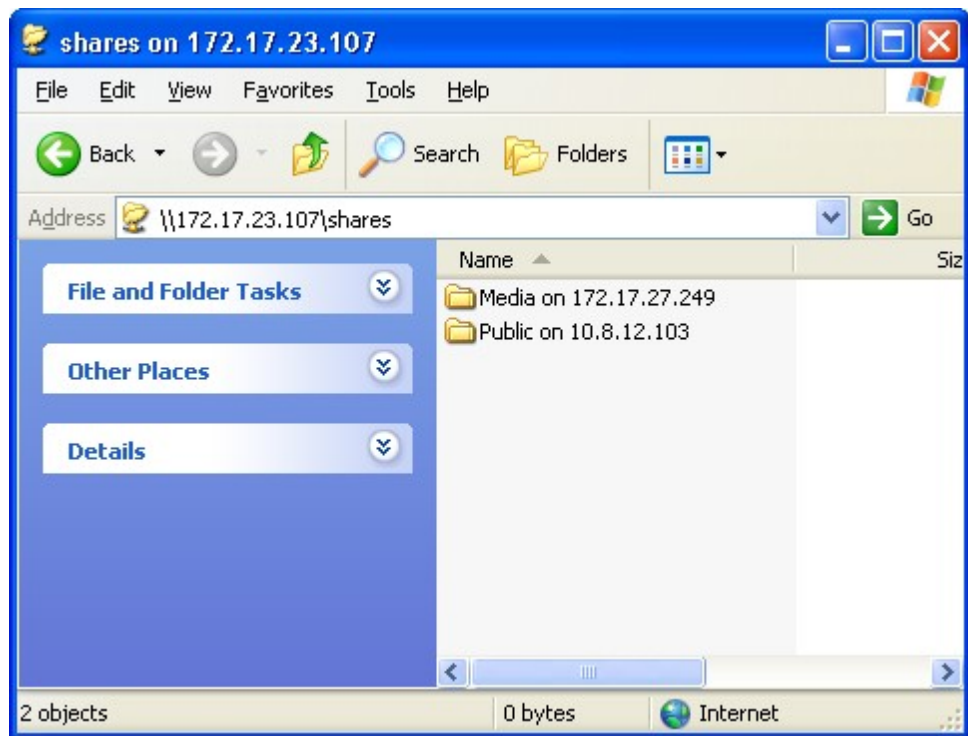 shares on 172.17.23.107
File Edit View Favorites Tools Help
Back Search Folders
Address \\172.17.23.107\shares Go
Name Siz
File and Folder Tasks
Media on 172.17.27.249
Public on 10.8.12.103
Other Places
Details
2 objects 0 bytes Internet